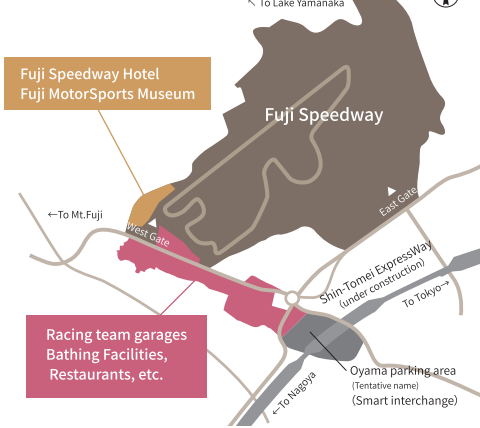 ↖ To Lake Yamanaka
Fuji Speedway Hotel
Fuji MotorSports Museum
Fuji Speedway
East Gate
←To Mt.Fuji
West Gate
Shin-Tomei ExpressWay
(under construction)
To Tokyo→
Racing team garages
Bathing Facilities,
Restaurants, etc.
Oyama parking area
(Tentative name)
(Smart interchange)
←To Nagoya